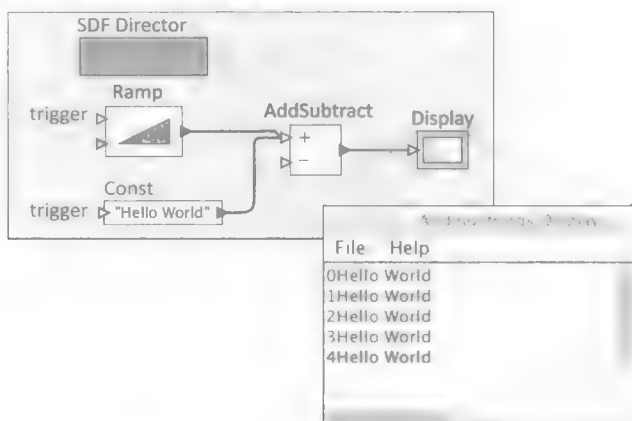 SDF Director
Ramp
trigger
AddSubtract
Display
+
−
Const
trigger
"Hello World"
File Help
0Hello World
1Hello World
2Hello World
3Hello World
4Hello World